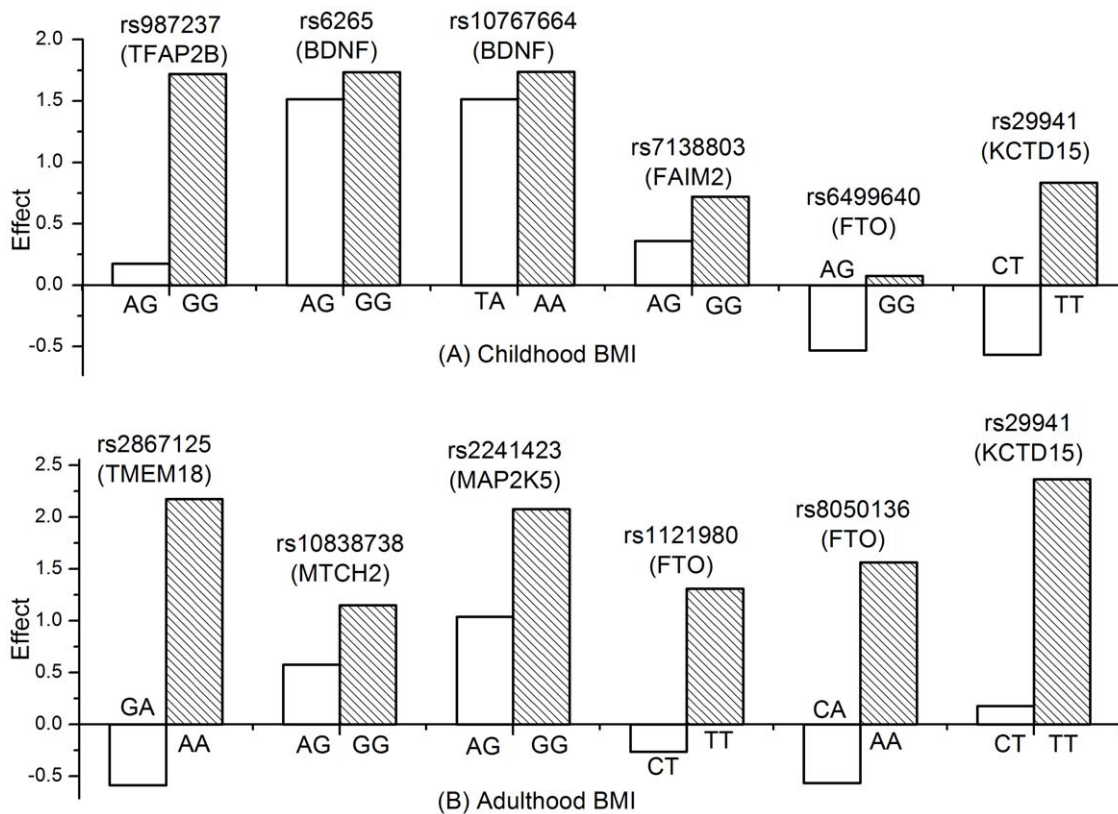 rs987237
(TFAP2B)
rs6265
(BDNF)
rs10767664
(BDNF)
rs7138803
(FAIM2)
rs6499640
(FTO)
rs29941
(KCTD15)
Effect
2.0
1.5
1.0
0.5
0.0
-0.5
AG GG
AG GG
TA AA
AG GG
AG
GG
CT
TT
(A) Childhood BMI
rs2867125
(TMEM18)
rs10838738
(MTCH2)
rs2241423
(MAP2K5)
rs1121980
(FTO)
rs8050136
(FTO)
rs29941
(KCTD15)
Effect
2.5
2.0
1.5
1.0
0.5
0.0
-0.5
GA
AA
AG GG
AG GG
CT
TT
CA
AA
CT TT
(B) Adulthood BMI